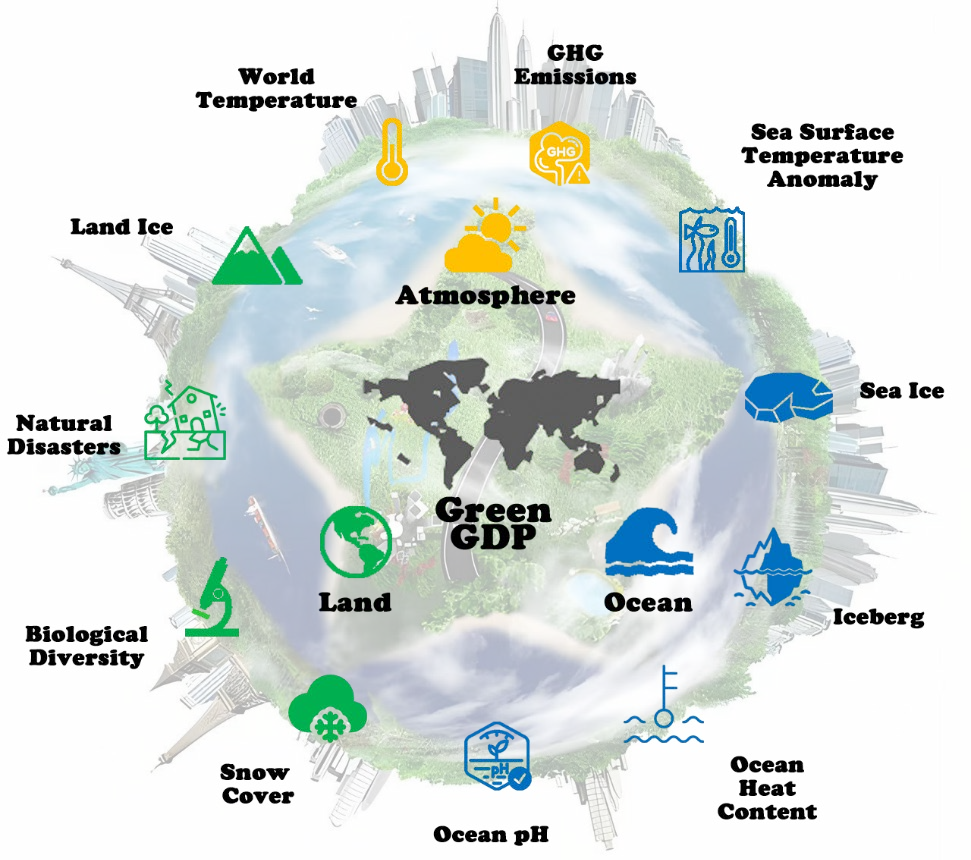 GHG
Emissions
World
Temperature
Sea Surface
Temperature
Anomaly
GHG
Land Ice
Atmosphere
Sea Ice
Natural
Disasters
Green
GDP
Land
Ocean
Iceberg
Biological
Diversity
Snow
Cover
pH
Ocean
Heat
Content
Ocean pH